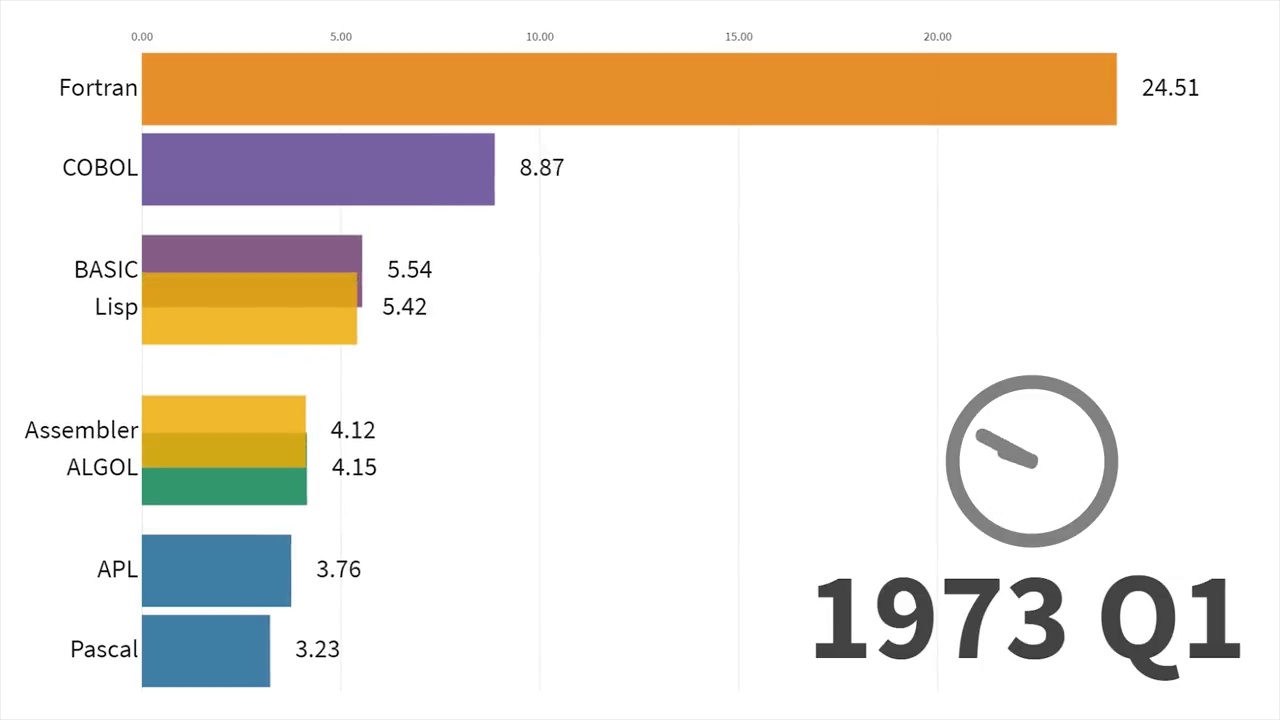 0.00 5.00 10.00 15.00 20.00
Fortran 24.51
COBOL 8.87
BASIC 5.54
Lisp 5.42
Assembler 4.12
ALGOL 4.15
APL 3.76
1973 Q1
Pascal 3.23